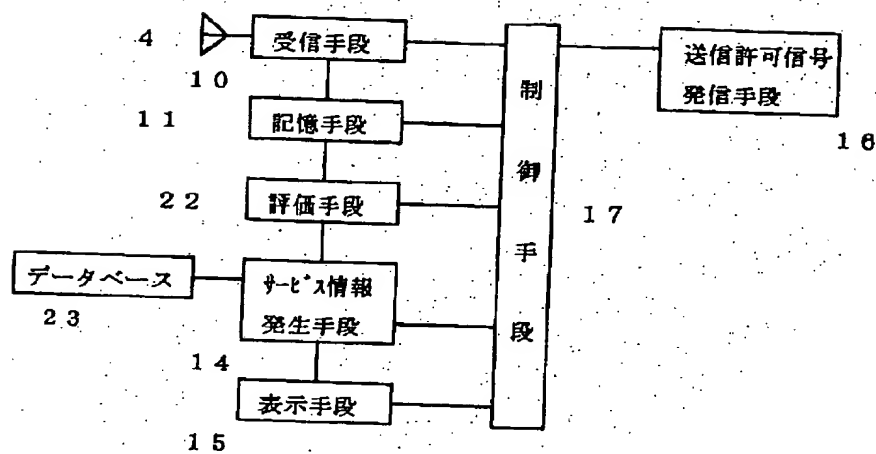 4
受信手段
送信許可信号
発信手段
10
制御手段
11
記憶手段
16
22
評価手段
17
データベース
サービス情報
発生手段
23
14
表示手段
15